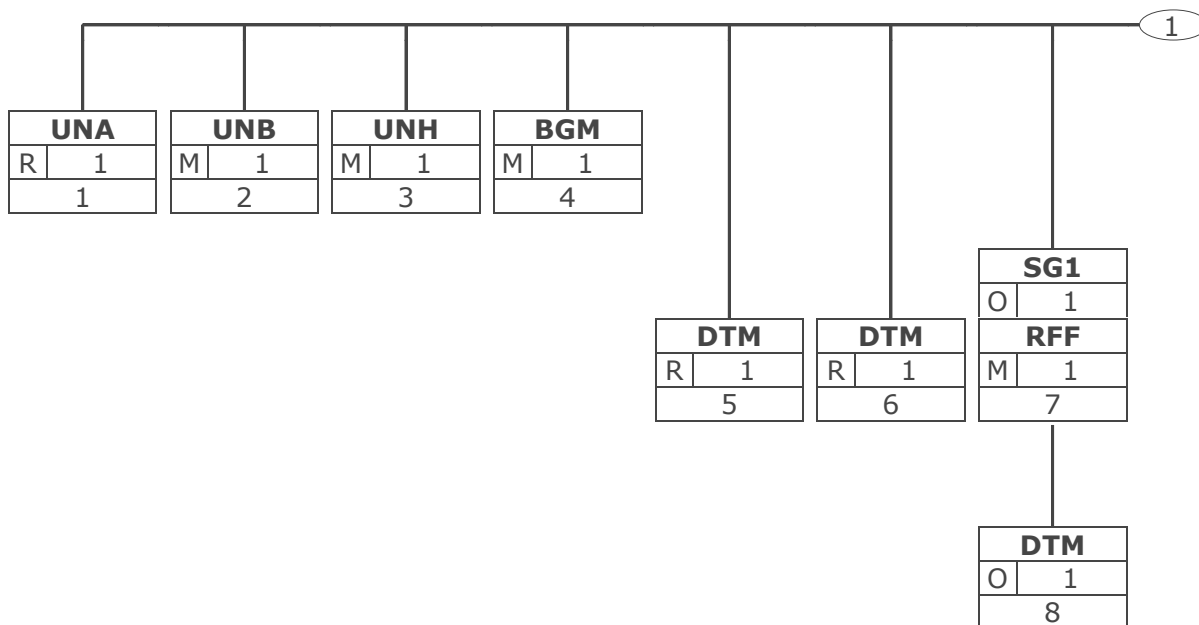 1
UNA UNB UNH BGM
R 1 M 1 M 1 M 1
1 2 3 4
SG1
O 1
DTM DTM RFF
R 1 R 1 M 1
5 6 7
DTM
O 1
8